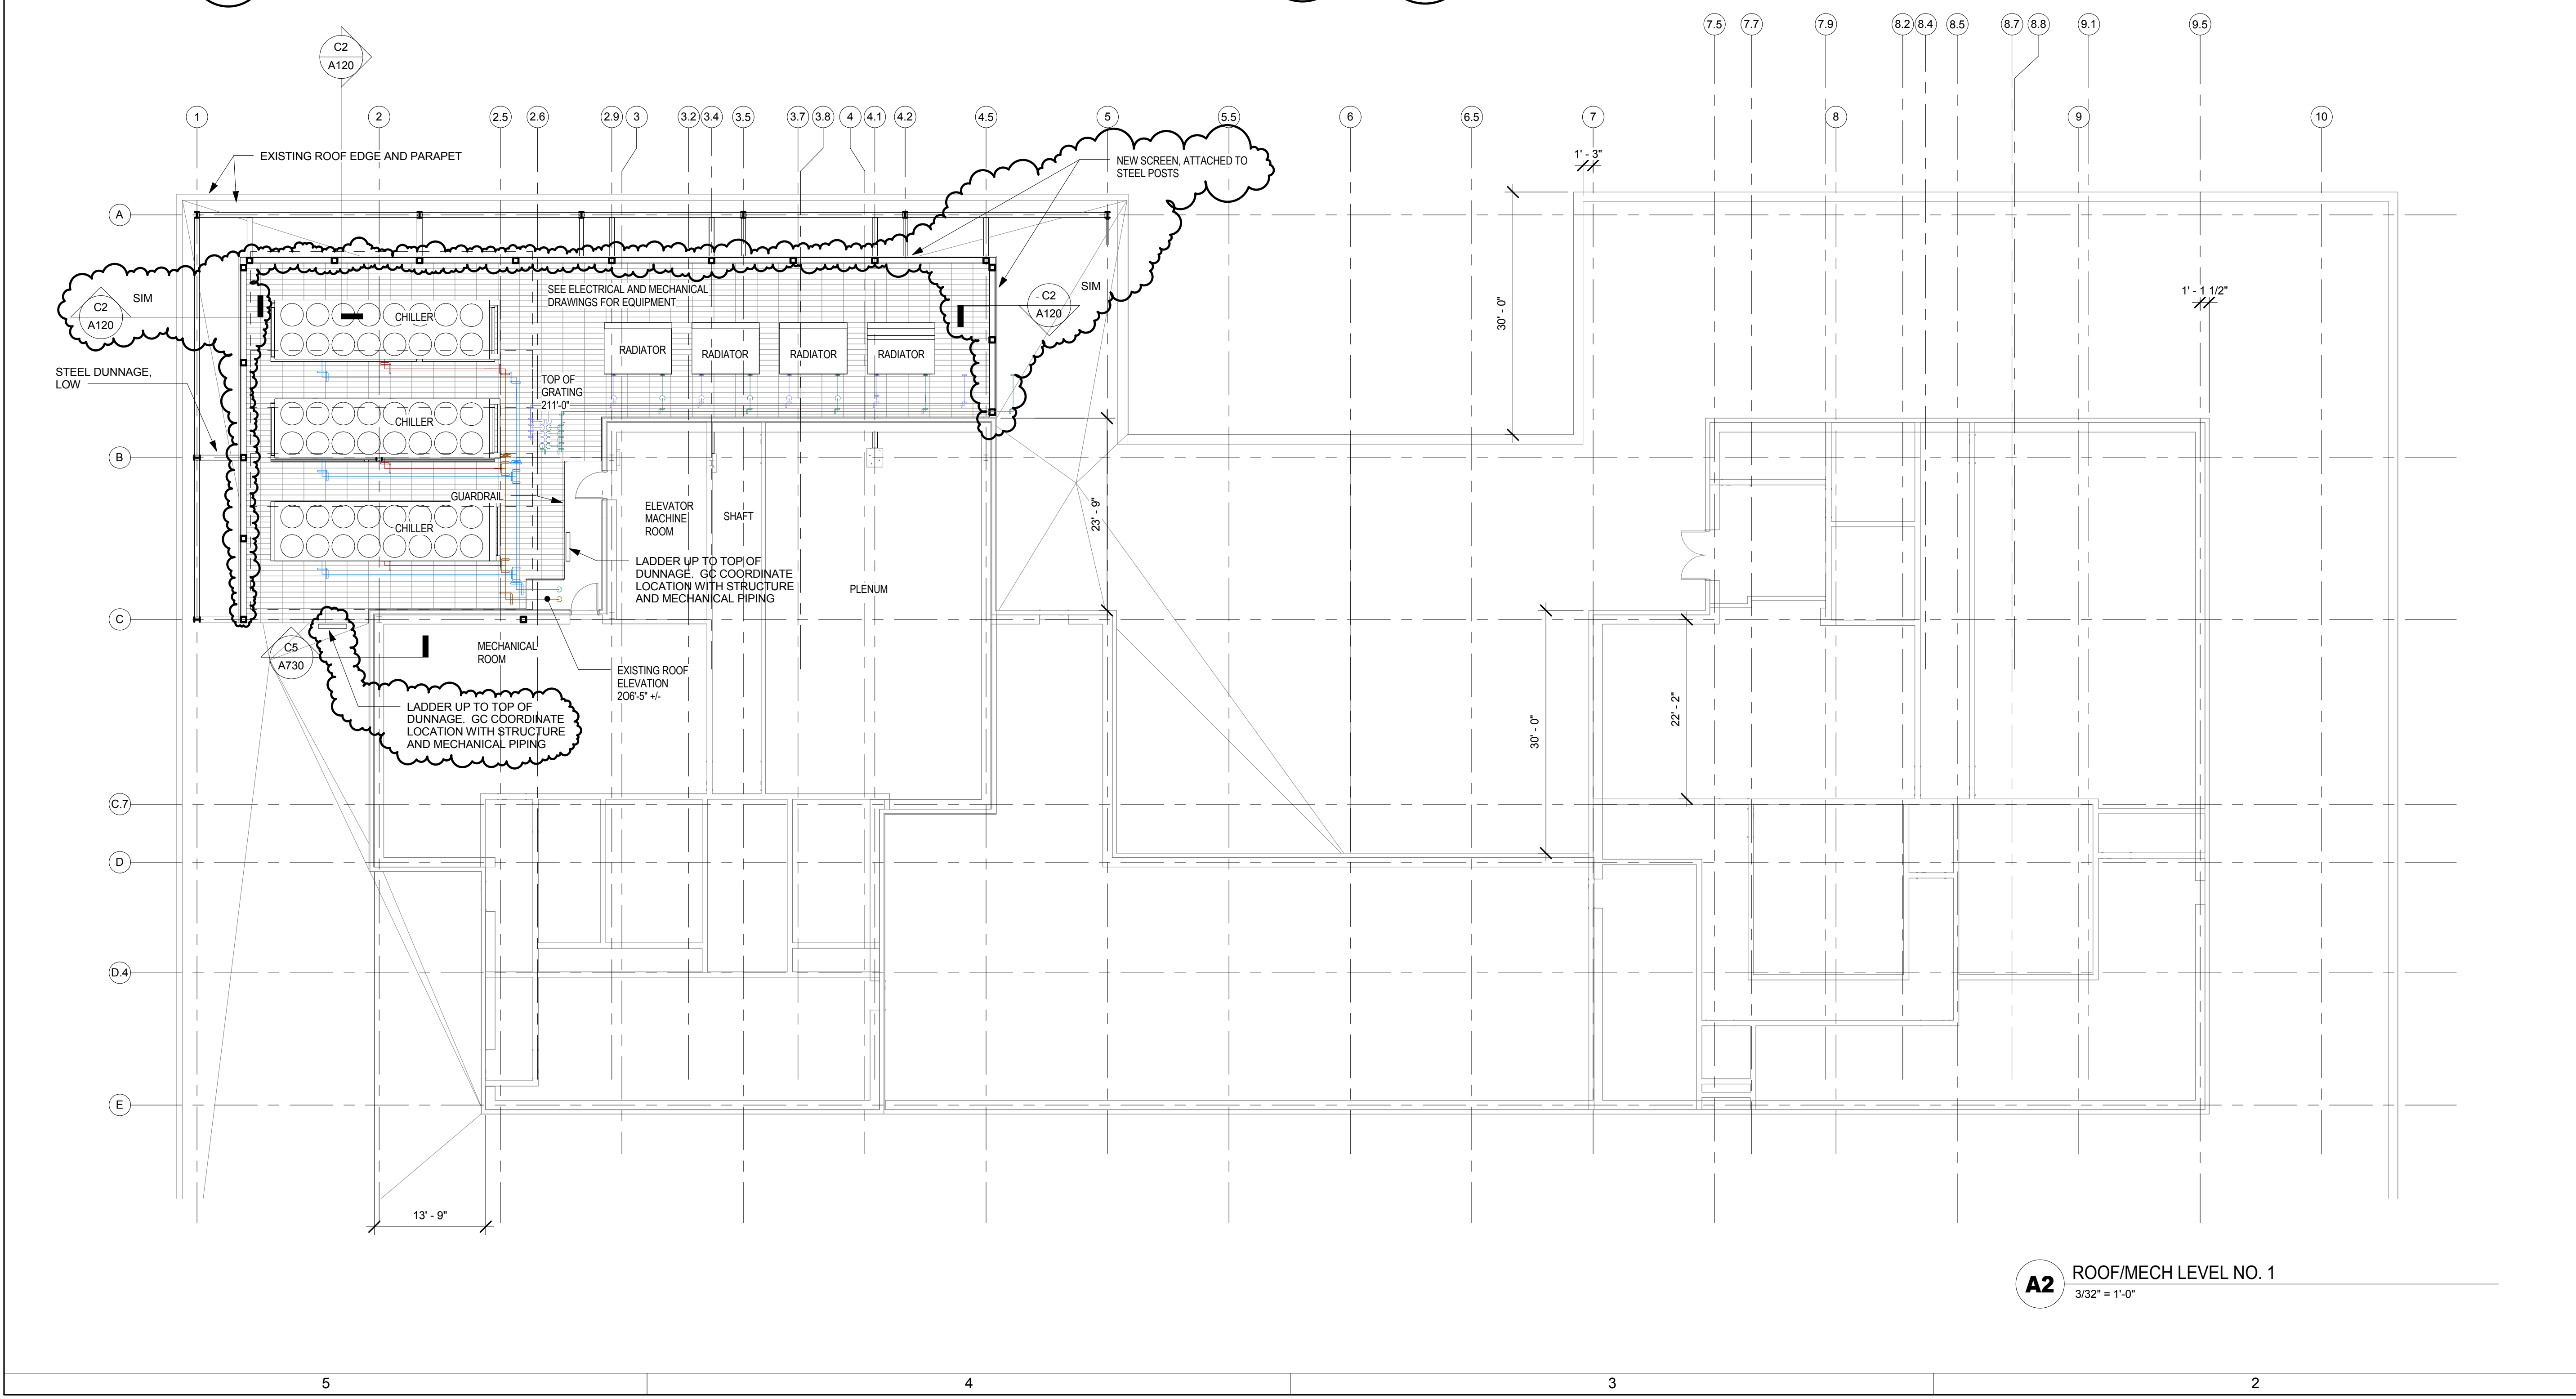 7.5 7.7 7.9 8.2 8.4 8.5 8.7 8.8 9.1 9.5
C2
A120
1 2 2.5 2.6 2.9 3 3.2 3.4 3.5 3.7 3.8 4 4.1 4.2 4.5 5 5.5 6 6.5 7 8 9 10
EXISTING ROOF EDGE AND PARAPET
NEW SCREEN, ATTACHED TO
STEEL POSTS
1' - 3"
A
SIM
C2
A120
SEE ELECTRICAL AND MECHANICAL
DRAWINGS FOR EQUIPMENT
- C2
A120
SIM
30' - 0"
1' - 1 1/2"
CHILLER
RADIATOR
RADIATOR
RADIATOR
RADIATOR
STEEL DUNNAGE,
LOW
TOP OF
GRATING
211'-0"
CHILLER
B
GUARDRAIL
ELEVATOR
MACHINE
ROOM
SHAFT
23' - 9"
CHILLER
LADDER UP TO TOP OF
DUNNAGE. GC COORDINATE
LOCATION WITH STRUCTURE
AND MECHANICAL PIPING
PLENUM
C
C5
A730
MECHANICAL
ROOM
EXISTING ROOF
ELEVATION
2O6'-5" +/-
LADDER UP TO TOP OF
DUNNAGE. GC COORDINATE
LOCATION WITH STRUCTURE
AND MECHANICAL PIPING
30' - 0"
22' - 2"
C.7
D
D.4
E
13' - 9"
A2
ROOF/MECH LEVEL NO. 1
3/32" = 1'-0"
5 4 3 2